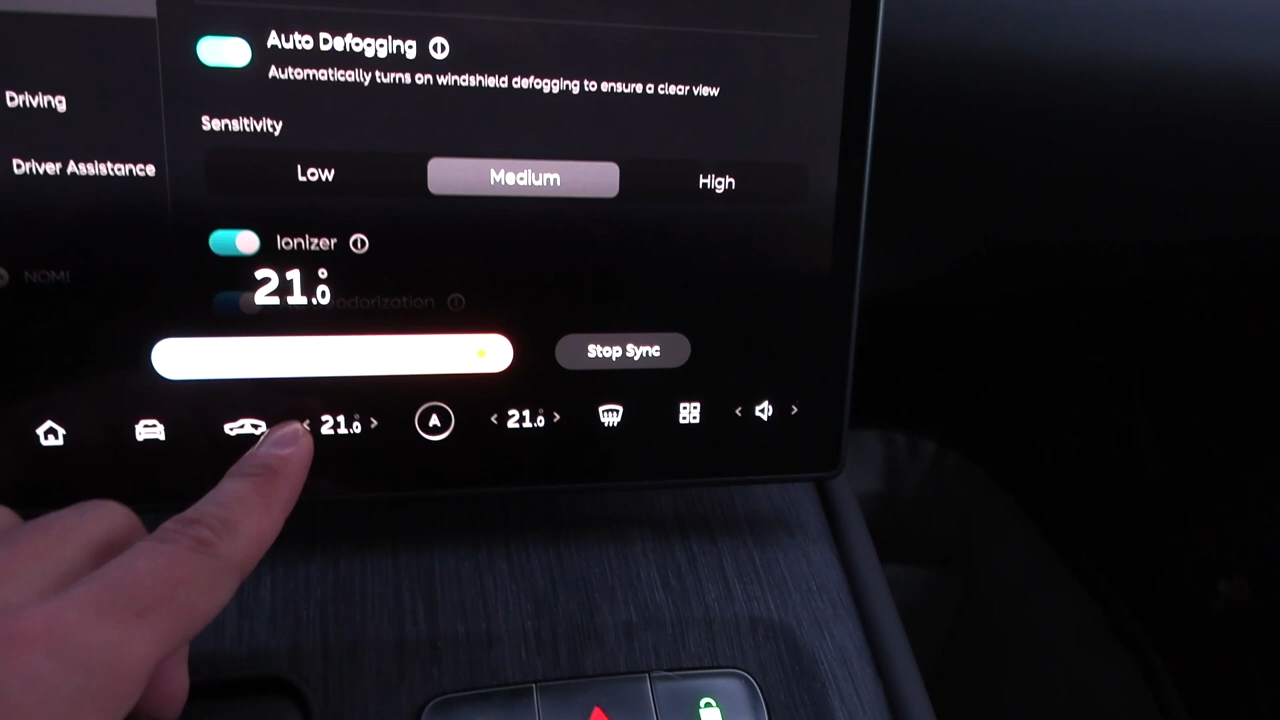 Auto Defogging
Automatically turns on windshield defogging to ensure a clear view
Driving
Sensitivity
Driver Assistance
Low Medium High
Ionizer
NOMI
21.0°
Stop Sync
< 21.0° > A < 21.0° > < >